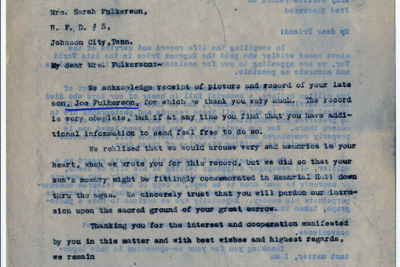 Mrs. Sarah Fulkerson,
R. F. D. # 5,
Johnson City, Tenn.
My dear Mrs. Fulkerson:-
We acknowledge receipt of picture and record of your late
son, Joe Fulkerson, for which we thank you very much. The record
is very complete, but if at any time you find that you have addi-
tional information to send feel free to do so.
We realized that we would arouse very sad memories in your
heart, when we wrote you for this record, but we did so that your
son's memory might be fittingly commemorated in Memorial Hall down
thru the ages. We sincerely trust that you will pardon our intru-
sion upon the sacred ground of your great sorrow.
Thanking you for the interest and cooperation manifested
by you in this matter and with best wishes and highest regards,
we remain